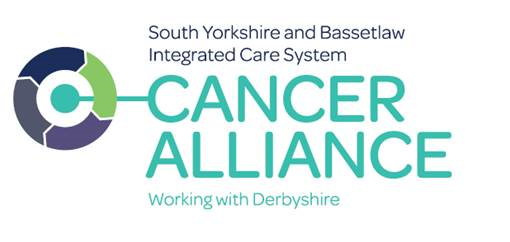 South Yorkshire and Bassetlaw
Integrated Care System
CANCER
ALLIANCE
Working with Derbyshire